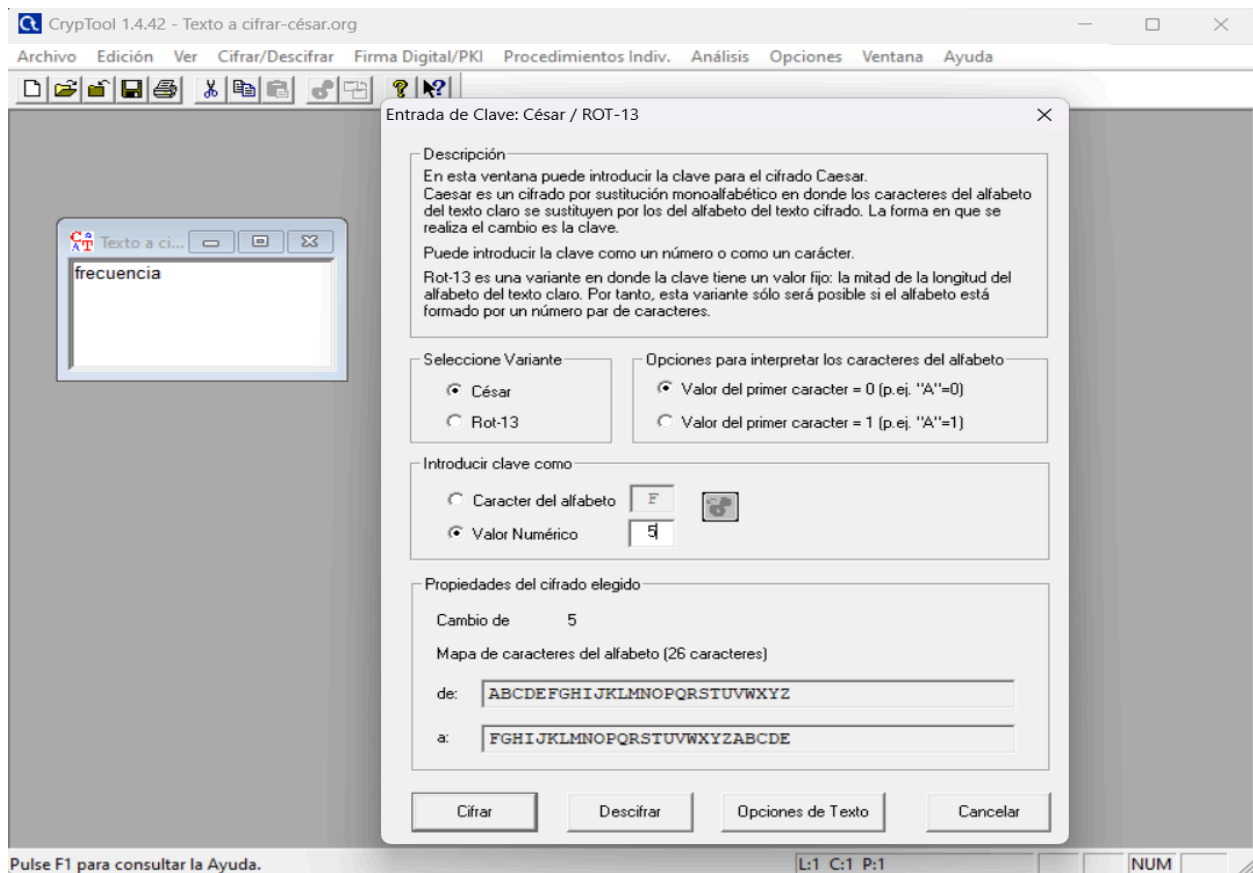 CrypTool 1.4.42 - Texto a cifrar-césar.org
Archivo Edición Ver Cifrar/Descifrar Firma Digital/PKI Procedimientos Indiv. Análisis Opciones Ventana Ayuda
Entrada de Clave: César / ROT-13
Texto a ci...
frecuencia
Descripción
En esta ventana puede introducir la clave para el cifrado Caesar.
Caesar es un cifrado por sustitución monoalfabético en donde los caracteres del alfabeto
del texto claro se sustituyen por los del alfabeto del texto cifrado. La forma en que se
realiza el cambio es la clave.
Puede introducir la clave como un número o como un carácter.
Rot-13 es una variante en donde la clave tiene un valor fijo: la mitad de la longitud del
alfabeto del texto claro. Por tanto, esta variante sólo será posible si el alfabeto está
formado por un número par de caracteres.
Seleccione Variante
César
Rot-13
Opciones para interpretar los caracteres del alfabeto
Valor del primer caracter = 0 (p.ej. "A"=0)
Valor del primer caracter = 1 (p.ej. "A"=1)
Introducir clave como
Caracter del alfabeto F
Valor Numérico 5
Propiedades del cifrado elegido
Cambio de 5
Mapa de caracteres del alfabeto (26 caracteres)
de: ABCDEFGHIJKLMNOPQRSTUVWXYZ
a: FGHIJKLMNOPQRSTUVWXYZABCDE
Cifrar Descifrar Opciones de Texto Cancelar
Pulse F1 para consultar la Ayuda. L:1 C:1 P:1 NUM